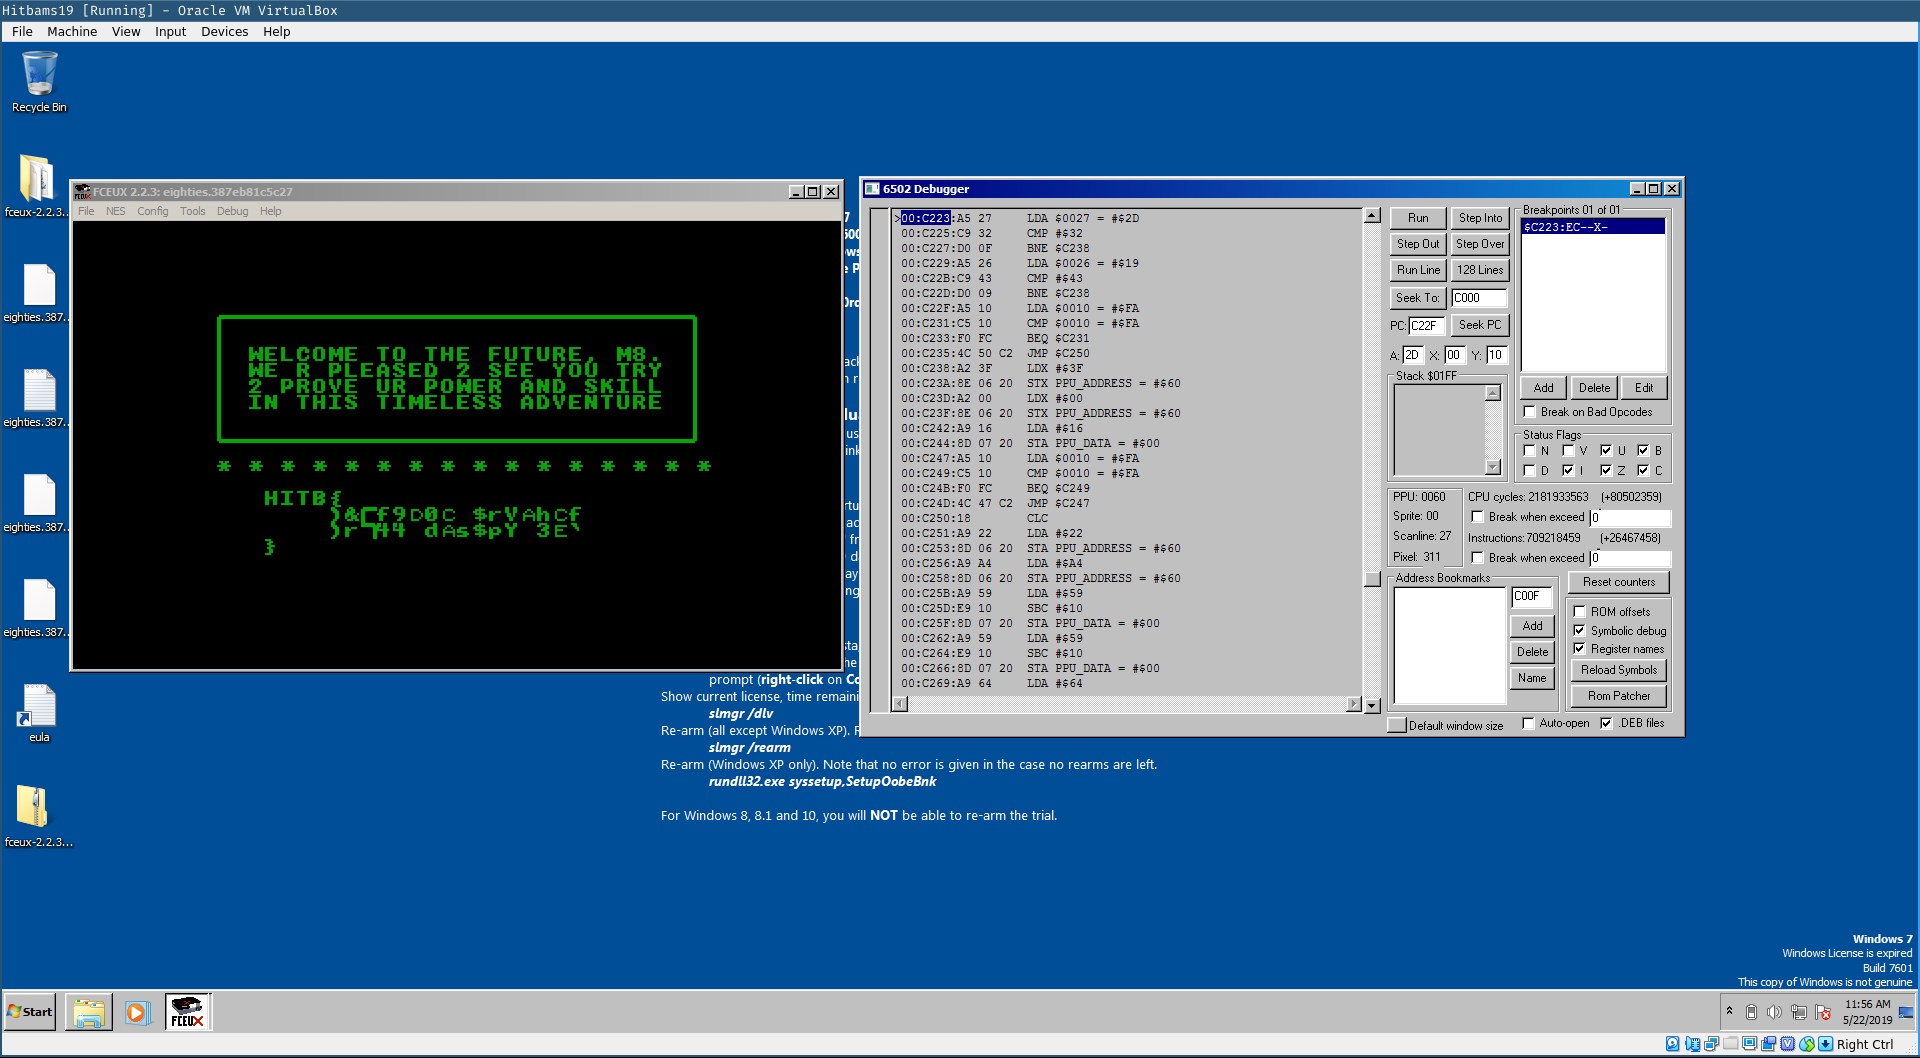 Hitbams19 [Running] - Oracle VM VirtualBox
File Machine View Input Devices Help
Recycle Bin
fceux-2.2.3...
eighties.387...
eighties.387...
eighties.387...
eighties.387...
eula
fceux-2.2.3...
FCEUX 2.2.3: eighties.387eb81c5c27
File NES Config Tools Debug Help
WELCOME TO THE FUTURE, M8.
WE R PLEASED 2 SEE YOU TRY
2 PROVE UR POWER AND SKILL
IN THIS TIMELESS ADVENTURE
* * * * * * * * * * * * * * * *
HITB{
}
6502 Debugger
>00:C223:A5 27 LDA $0027 = #$2D
00:C225:C9 32 CMP #$32
00:C227:D0 0F BNE $C238
00:C229:A5 26 LDA $0026 = #$19
00:C22B:C9 43 CMP #$43
00:C22D:D0 09 BNE $C238
00:C22F:A5 10 LDA $0010 = #$FA
00:C231:C5 10 CMP $0010 = #$FA
00:C233:F0 FC BEQ $C231
00:C235:4C 50 C2 JMP $C250
00:C238:A2 3F LDX #$3F
00:C23A:8E 06 20 STX PPU_ADDRESS = #$60
00:C23D:A2 00 LDX #$00
00:C23F:8E 06 20 STX PPU_ADDRESS = #$60
00:C242:A9 16 LDA #$16
00:C244:8D 07 20 STA PPU_DATA = #$00
00:C247:A5 10 LDA $0010 = #$FA
00:C249:C5 10 CMP $0010 = #$FA
00:C24B:F0 FC BEQ $C249
00:C24D:4C 47 C2 JMP $C247
00:C250:18 CLC
00:C251:A9 22 LDA #$22
00:C253:8D 06 20 STA PPU_ADDRESS = #$60
00:C256:A9 A4 LDA #$A4
00:C258:8D 06 20 STA PPU_ADDRESS = #$60
00:C25B:A9 59 LDA #$59
00:C25D:E9 10 SBC #$10
00:C25F:8D 07 20 STA PPU_DATA = #$00
00:C262:A9 59 LDA #$59
00:C264:E9 10 SBC #$10
00:C266:8D 07 20 STA PPU_DATA = #$00
00:C269:A9 64 LDA #$64
Run Step Into
Step Out Step Over
Run Line 128 Lines
Seek To: C000
PC: C22F Seek PC
A: 2D X: 00 Y: 10
Stack $01FF
Breakpoints 01 of 01
$C223:EC--X-
Add Delete Edit
Break on Bad Opcodes
Status Flags
N V U B
D I Z C
PPU: 0060
Sprite: 00
Scanline: 27
Pixel: 311
CPU cycles: 2181933563 (+80502359)
Break when exceed 0
Instructions: 709218459 (+26467458)
Break when exceed 0
Address Bookmarks
C00F
Add
Delete
Name
Reset counters
ROM offsets
Symbolic debug
Register names
Reload Symbols
Rom Patcher
Default window size Auto-open .DEB files
prompt (right-click on Co
Show current license, time remaini
slmgr /dlv
Re-arm (all except Windows XP). R
slmgr /rearm
Re-arm (Windows XP only). Note that no error is given in the case no rearms are left.
rundll32.exe syssetup,SetupOobeBnk
For Windows 8, 8.1 and 10, you will NOT be able to re-arm the trial.
Windows 7
Windows License is expired
Build 7601
This copy of Windows is not genuine
Start
FCEUX
11:56 AM
5/22/2019
Right Ctrl